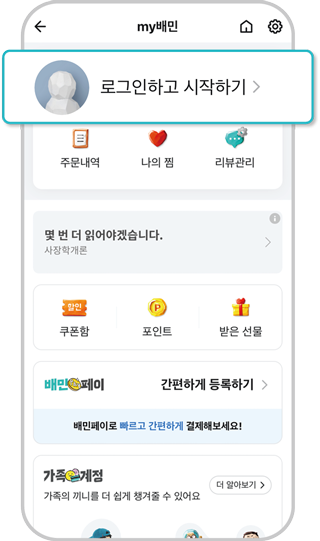 my배민
로그인하고 시작하기
주문내역 나의 찜 리뷰관리
몇 번 더 읽어야겠습니다.
사장학개론
할인
P
쿠폰함 포인트 받은 선물
배민페이 간편하게 등록하기
배민페이로 빠르고 간편하게 결제해보세요!
가족계정
가족의 끼니를 더 쉽게 챙겨줄 수 있어요
더 알아보기